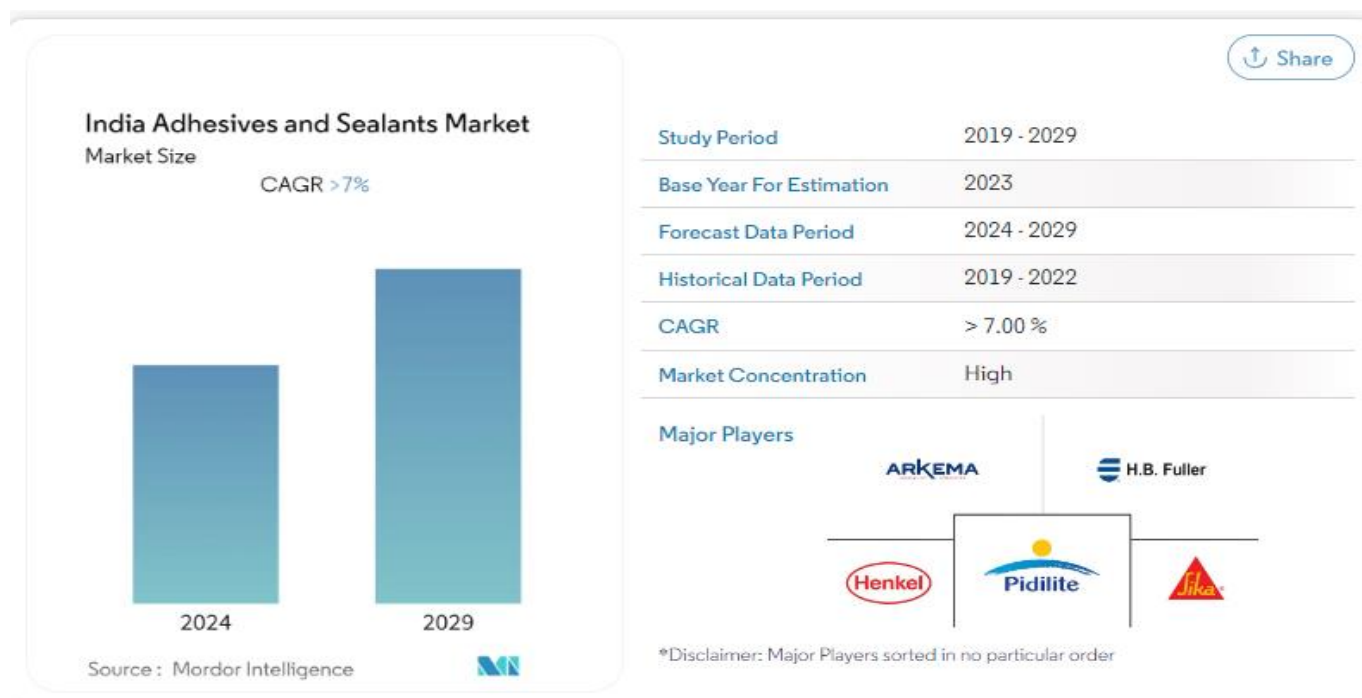 Share
India Adhesives and Sealants Market
Market Size
CAGR >7%
2024 2029
Source : Mordor Intelligence
Study Period 2019 - 2029
Base Year For Estimation 2023
Forecast Data Period 2024 - 2029
Historical Data Period 2019 - 2022
CAGR > 7.00 %
Market Concentration High
Major Players
ARKEMA H.B. Fuller
Henkel Pidilite Sika
*Disclaimer: Major Players sorted in no particular order